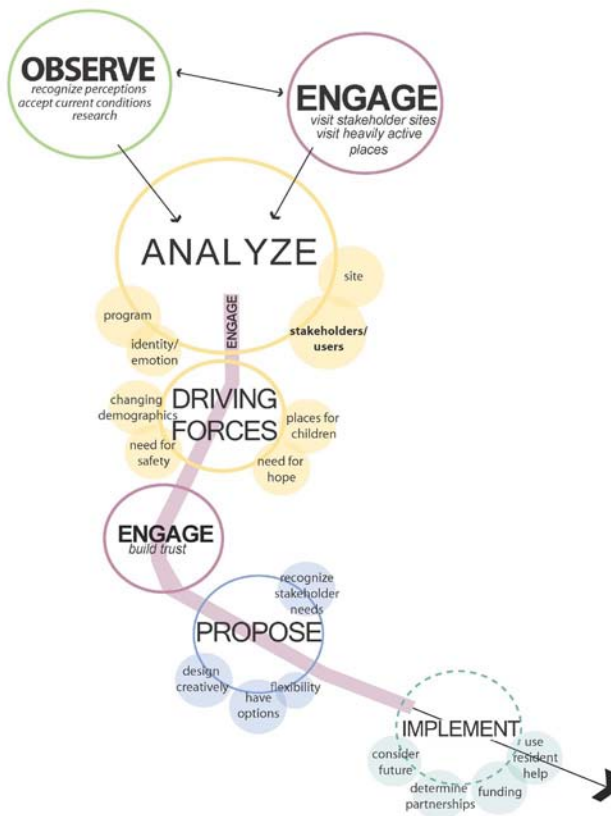 OBSERVE
recognize perceptions
accept current conditions
research
ENGAGE
visit stakeholder sites
visit heavily active
places
ANALYZE
site
stakeholders/
users
program
identity/
emotion
ENGAGE
DRIVING
FORCES
changing
demographics
need for
safety
places for
children
need for
hope
ENGAGE
build trust
recognize
stakeholder
needs
PROPOSE
design
creatively
have
options
flexibility
IMPLEMENT
consider
future
determine
partnerships
funding
use
resident
help